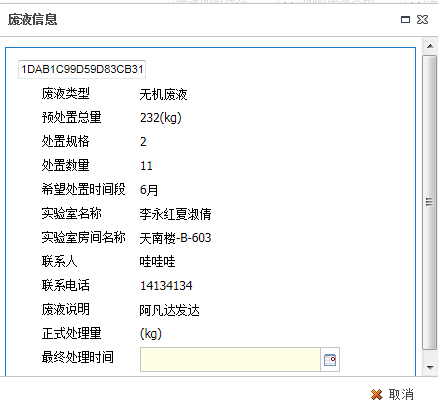 废液信息
1DAB1C99D59D83CB31
废液类型 无机废液
预处置总量 232(kg)
处置规格 2
处置数量 11
希望处置时间段 6月
实验室名称 李永红夏淑倩
实验室房间名称 天南楼-B-603
联系人 哇哇哇
联系电话 14134134
废液说明 阿凡达发达
正式处理量 (kg)
最终处理时间
取消